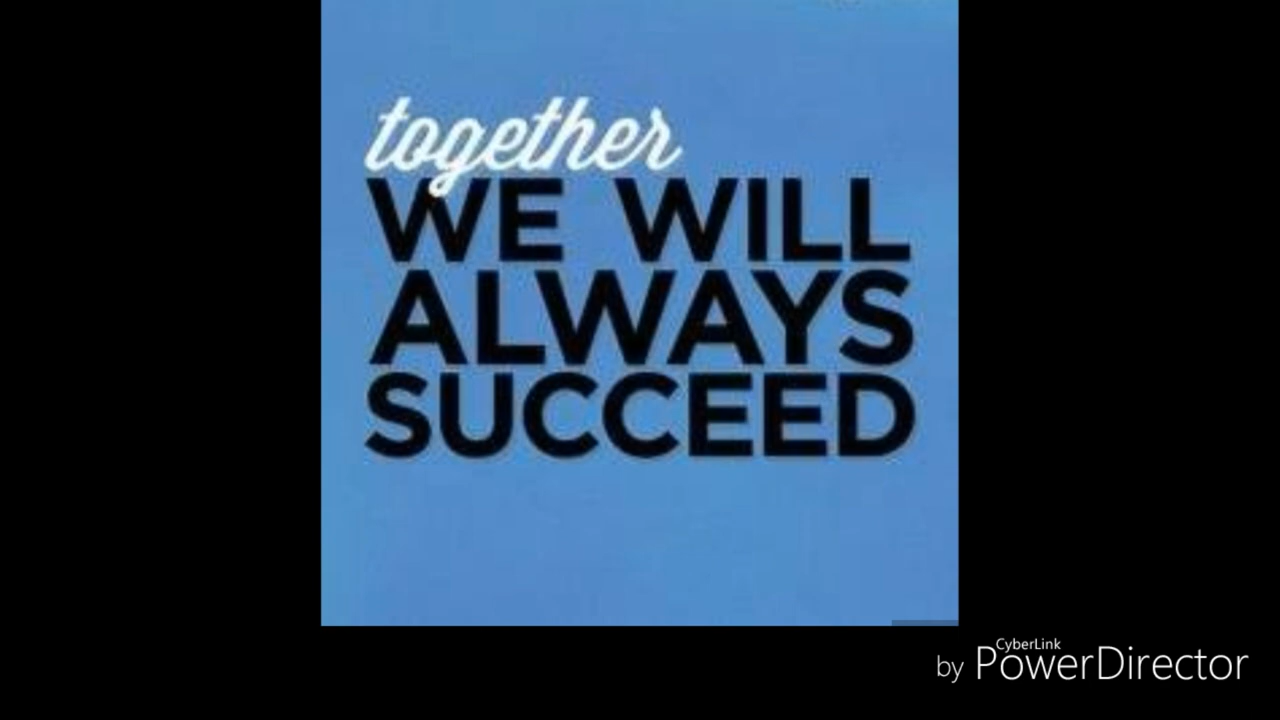 together
WE WILL
ALWAYS
SUCCEED
CyberLink
by PowerDirector